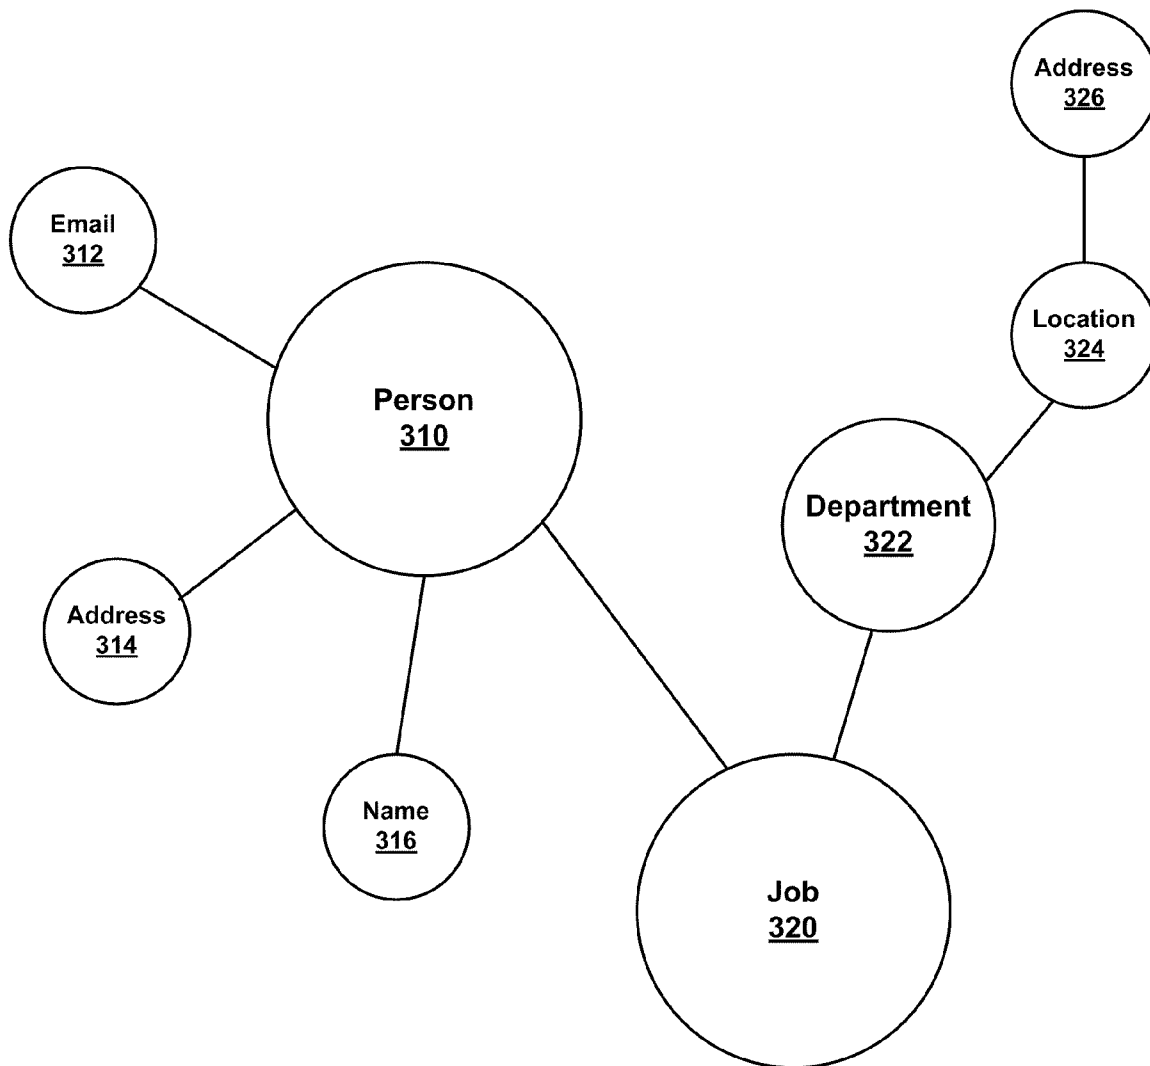 Address
326
Email
312
Location
324
Person
310
Department
322
Address
314
Name
316
Job
320